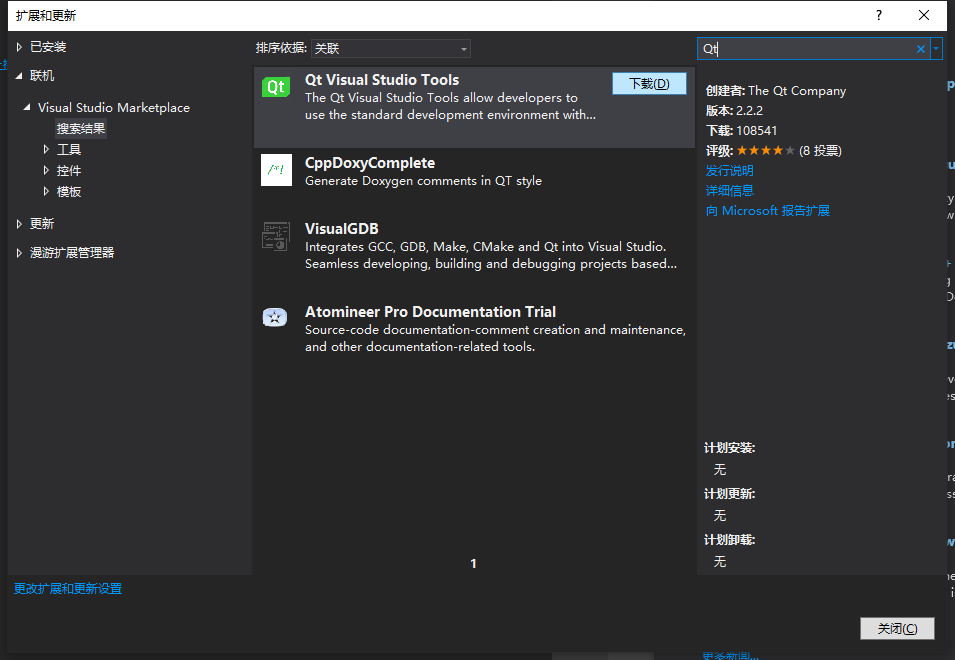 扩展和更新
?
已安装
联机
Visual Studio Marketplace
搜索结果
工具
控件
模板
更新
漫游扩展管理器
更改扩展和更新设置
排序依据: 关联
Qt
Qt Visual Studio Tools
The Qt Visual Studio Tools allow developers to
use the standard development environment with...
下载(D)
CppDoxyComplete
/**!
Generate Doxygen comments in QT style
VisualGDB
Integrates GCC, GDB, Make, CMake and Qt into Visual Studio.
Seamless developing, building and debugging projects based...
Atomineer Pro Documentation Trial
Source-code documentation-comment creation and maintenance,
and other documentation-related tools.
1
Qt
创建者: The Qt Company
版本: 2.2.2
下载: 108541
评级: ★★★★★ (8 投票)
发行说明
详细信息
向 Microsoft 报告扩展
计划安装:
无
计划更新:
无
计划卸载:
无
关闭(C)
更多新闻...